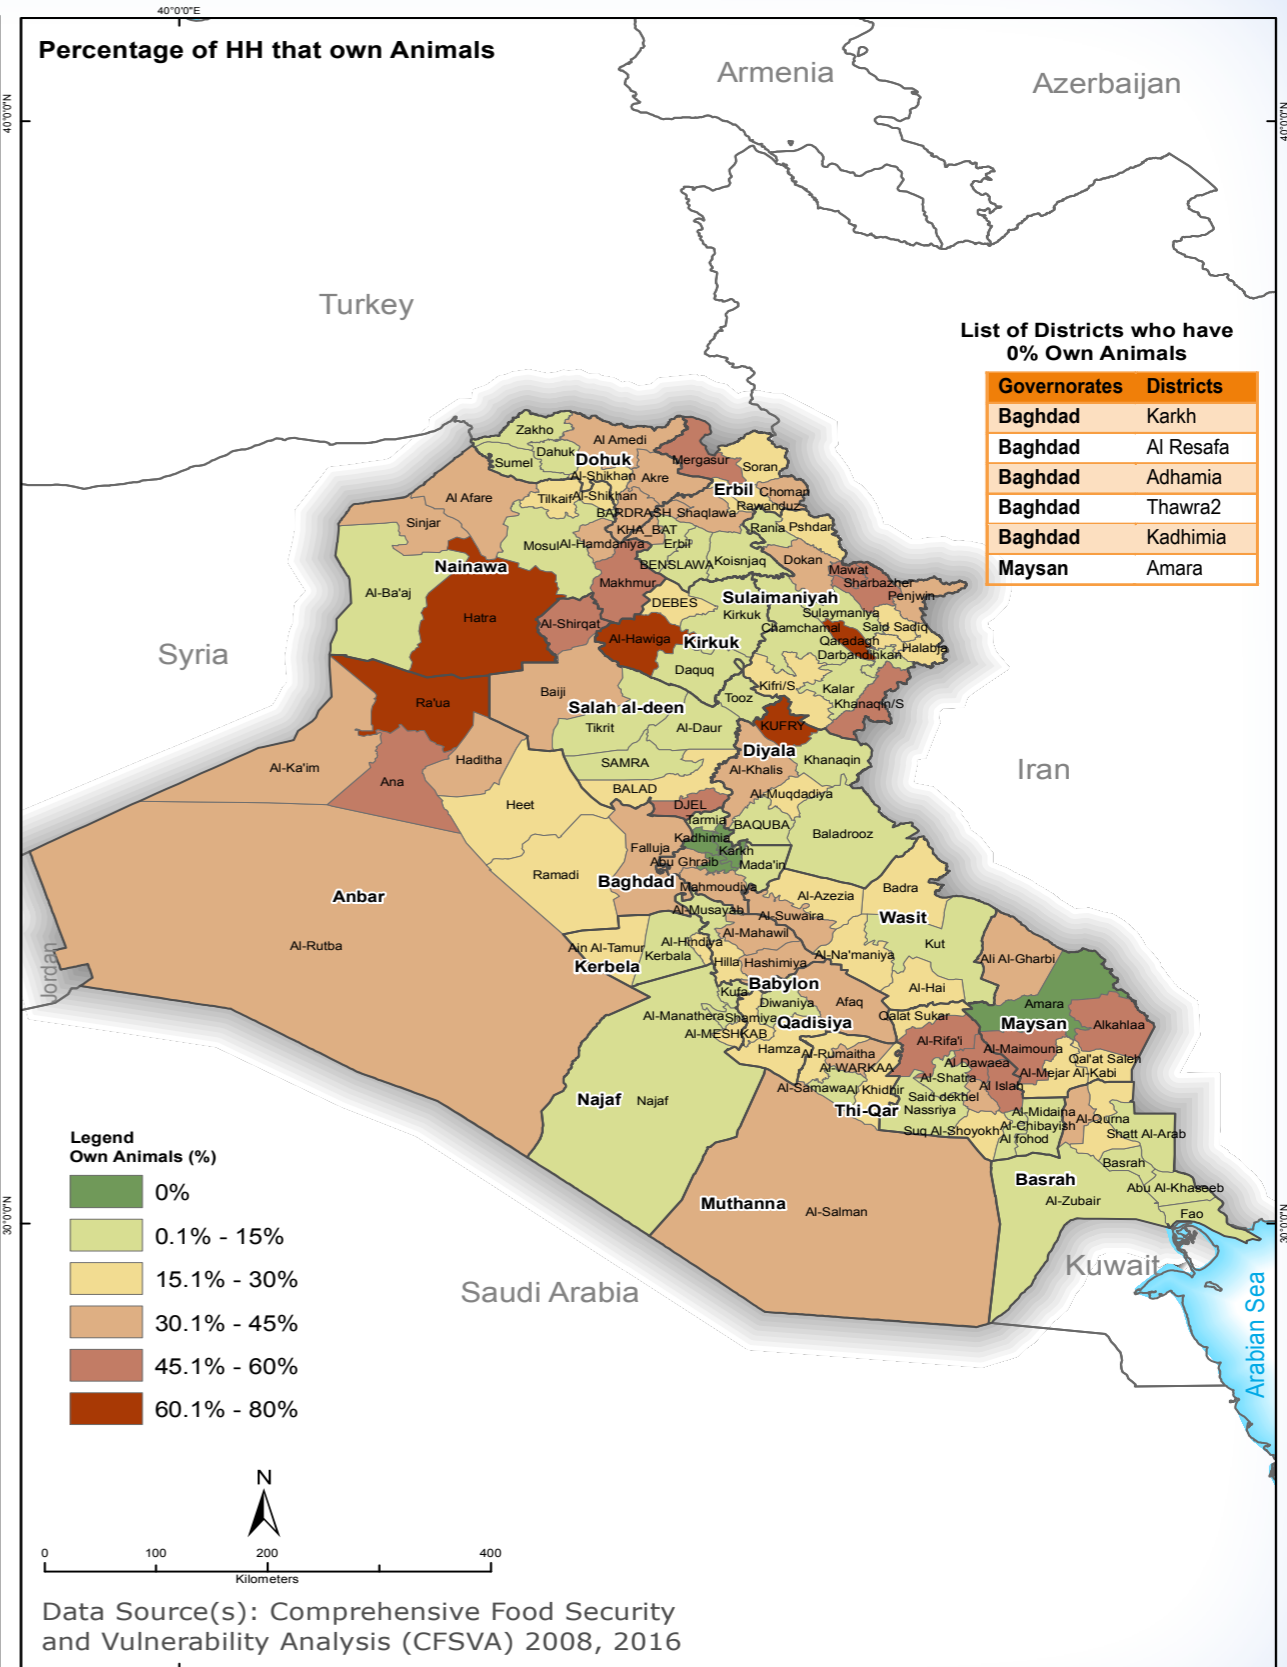 40°0'0"E
Percentage of HH that own Animals
Armenia
Azerbaijan
40°0'0"N
40°0'0"N
Turkey
List of Districts who have
0% Own Animals
Governorates Districts
Baghdad Karkh
Baghdad Al Resafa
Baghdad Adhamia
Baghdad Thawra2
Baghdad Kadhimia
Maysan Amara
Zakho
Al Amedi
Dahuk
Sumel
Dohuk
Mergasur
Soran
Al-Shikhan
Akre
Erbil
Choman
Al Afare
Tilkaif
Al-Shikhan
Rawanduz
BARDRASH
Shaqlawa
Sinjar
KHA_BAT
Rania
Pshdar
Mosul
Al-Hamdaniya
Erbil
Nainawa
BENSLAWA
Koisnjaq
Dokan
Mawat
Makhmur
Sharbazher
Al-Ba'aj
Penjwin
DEBES
Sulaimaniyah
Hatra
Al-Shirqat
Kirkuk
Sulaymaniya
Chamchamal
Said Sadiq
Al-Hawiga
Kirkuk
Qaradagh
Halabja
Darbandihkan
Syria
Daquq
Kifri/S
Kalar
Baiji
Tooz
Khanaqin/S
Ra'ua
Salah al-deen
Tikrit
Al-Daur
KUFRY
Diyala
Haditha
Khanaqin
SAMRA
Al-Khalis
Al-Ka'im
Iran
Ana
BALAD
Al-Muqdadiya
Heet
DJEL
Tarmia
BAQUBA
Baladrooz
Kadhimia
Falluja
Karkh
Abu Ghraib
Mada'in
Ramadi
Baghdad
Mahmoudiya
Badra
Anbar
Al-Azezia
Al-Musayab
Al-Suwaira
Wasit
Al-Mahawil
Al-Rutba
Ain Al-Tamur
Al-Hindiya
Kut
Kerbala
Al-Na'maniya
Ali Al-Gharbi
Kerbela
Hilla
Hashimiya
Jordan
Babylon
Al-Hai
Kufa
Diwaniya
Afaq
Amara
Al-Manathera
Shamiya
Qadisiya
Qalat Sukar
Maysan
Alkahlaa
Al-MESHKAB
Al-Rifa'i
Hamza
Al-Rumaitha
Al-Maimouna
Al-WARKAA
Al Dawaea
Qal'at Saleh
Al-Shatra
Al-Mejar Al-Kabi
Al-Samawa
Al Khidhir
Al Islah
Najaf
Najaf
Said dekhel
Thi-Qar
Nassriya
Al-Midaina
Al-Qurna
Suq Al-Shoyokh
Al-Chibayish
Shatt Al-Arab
Al fohod
Basrah
Basrah
Abu Al-Khaseeb
Muthanna
Al-Zubair
Al-Salman
Fao
Legend
Own Animals (%)
0%
0.1% - 15%
15.1% - 30%
30.1% - 45%
45.1% - 60%
60.1% - 80%
30°0'0"N
30°0'0"N
Kuwait
Saudi Arabia
Arabian Sea
N
0 100 200 400
Kilometers
Data Source(s): Comprehensive Food Security
and Vulnerability Analysis (CFSVA) 2008, 2016